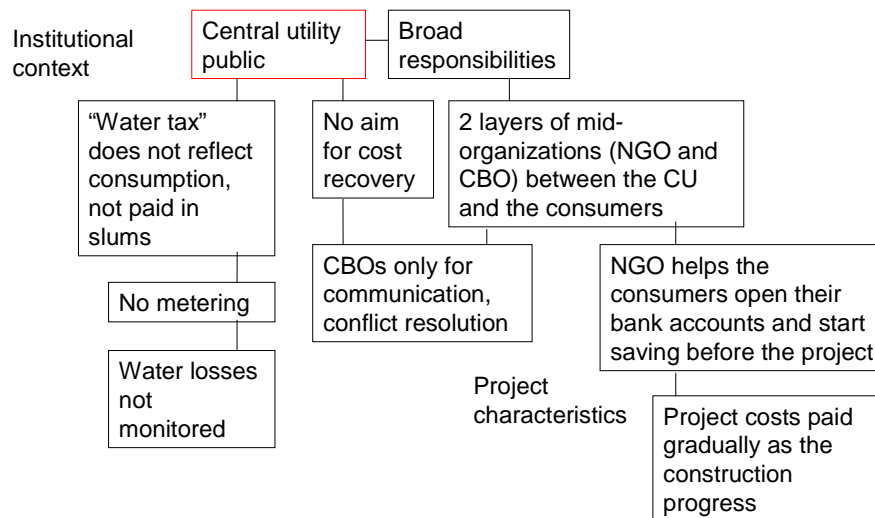 Institutional
context
Central utility
public
Broad
responsibilities
“Water tax”
does not reflect
consumption,
not paid in
slums
No aim
for cost
recovery
2 layers of mid-
organizations (NGO and
CBO) between the CU
and the consumers
CBOs only for
communication,
conflict resolution
NGO helps the
consumers open their
bank accounts and start
saving before the project
No metering
Water losses
not
monitored
Project
characteristics
Project costs paid
gradually as the
construction
progress